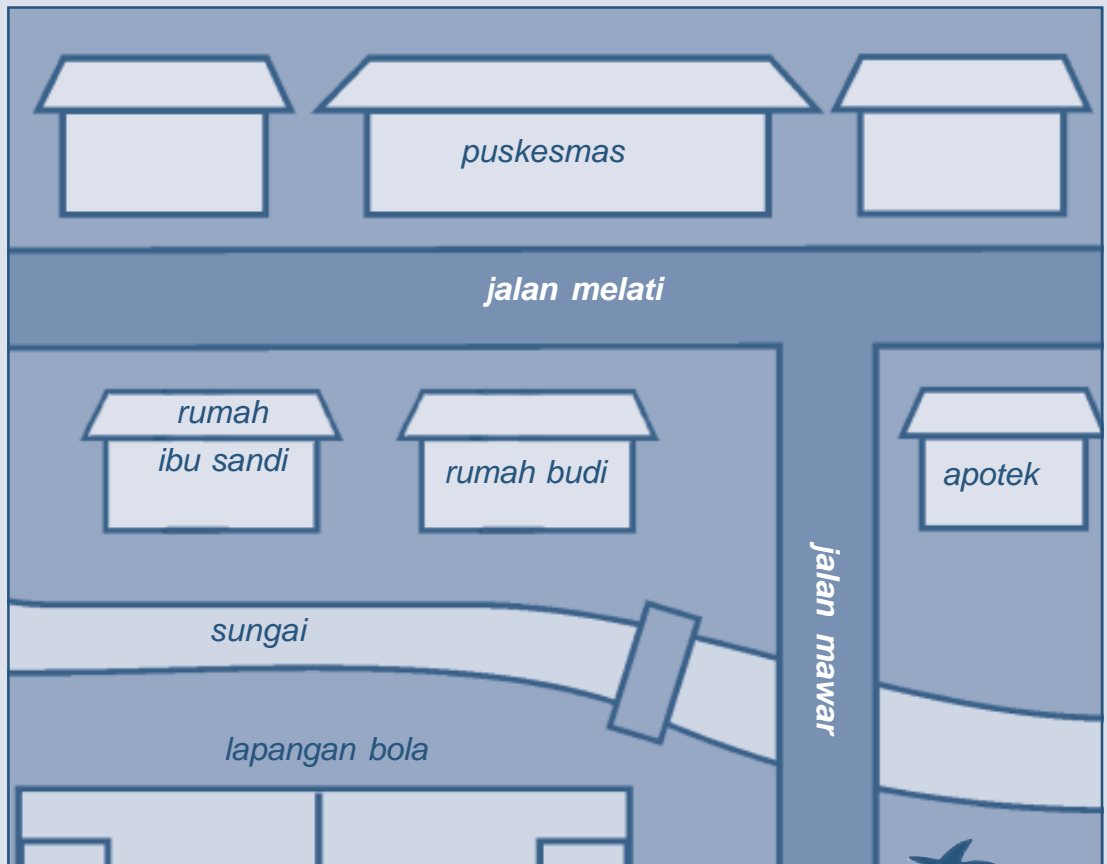 puskesmas
jalan melati
rumah
ibu sandi
rumah budi
apotek
jalan mawar
sungai
lapangan bola